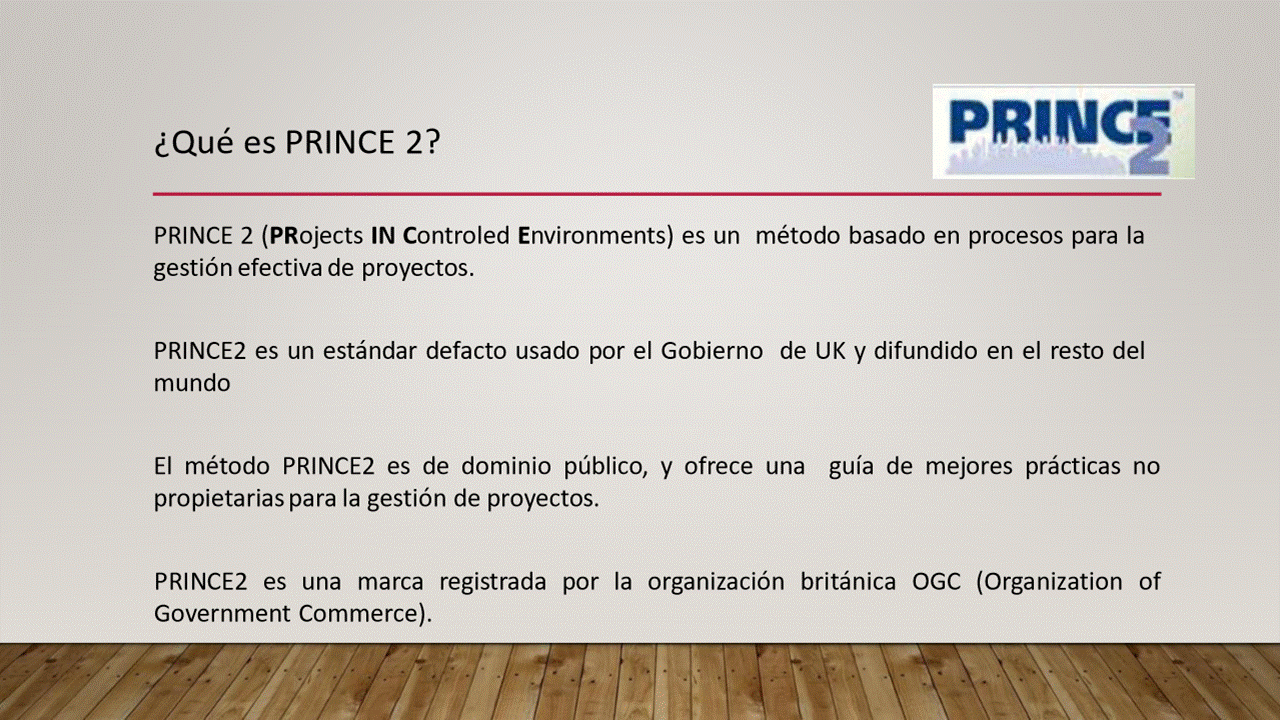 ¿Qué es PRINCE 2?
PRINCE
2
™
PRINCE 2 (PRojects IN Controled Environments) es un método basado en procesos para la
gestión efectiva de proyectos.
PRINCE2 es un estándar defacto usado por el Gobierno de UK y difundido en el resto del
mundo
El método PRINCE2 es de dominio público, y ofrece una guía de mejores prácticas no
propietarias para la gestión de proyectos.
PRINCE2 es una marca registrada por la organización británica OGC (Organization of
Government Commerce).